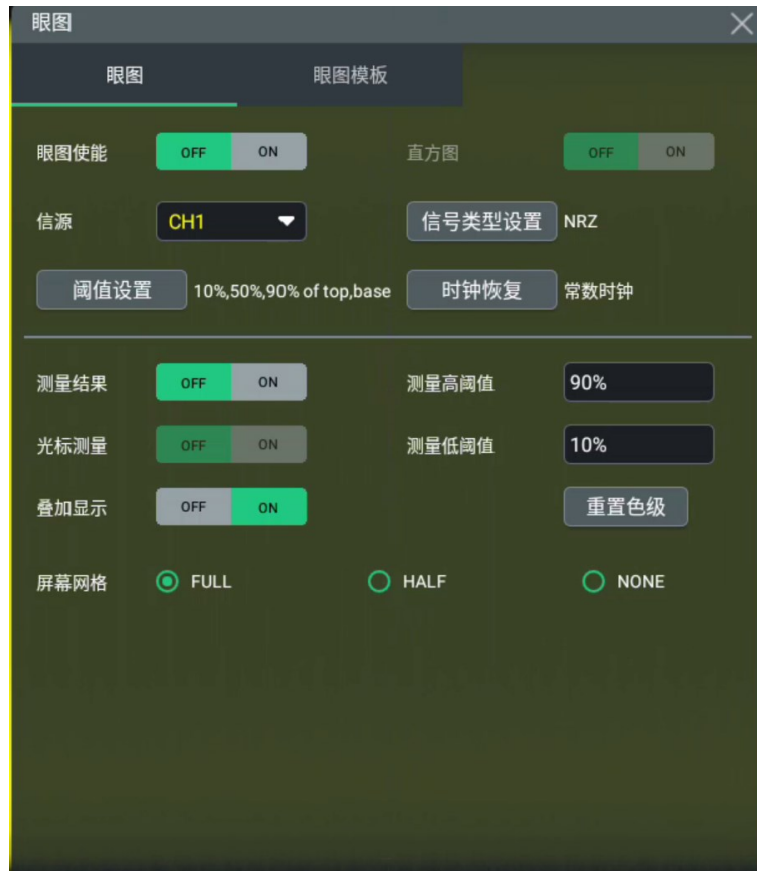 眼图
眼图 眼图模板
眼图使能 OFF ON 直方图 OFF ON
信源 CH1 信号类型设置 NRZ
阈值设置 10%,50%,90% of top,base 时钟恢复 常数时钟
测量结果 OFF ON 测量高阈值 90%
光标测量 OFF ON 测量低阈值 10%
叠加显示 OFF ON 重置色级
屏幕网格 FULL HALF NONE